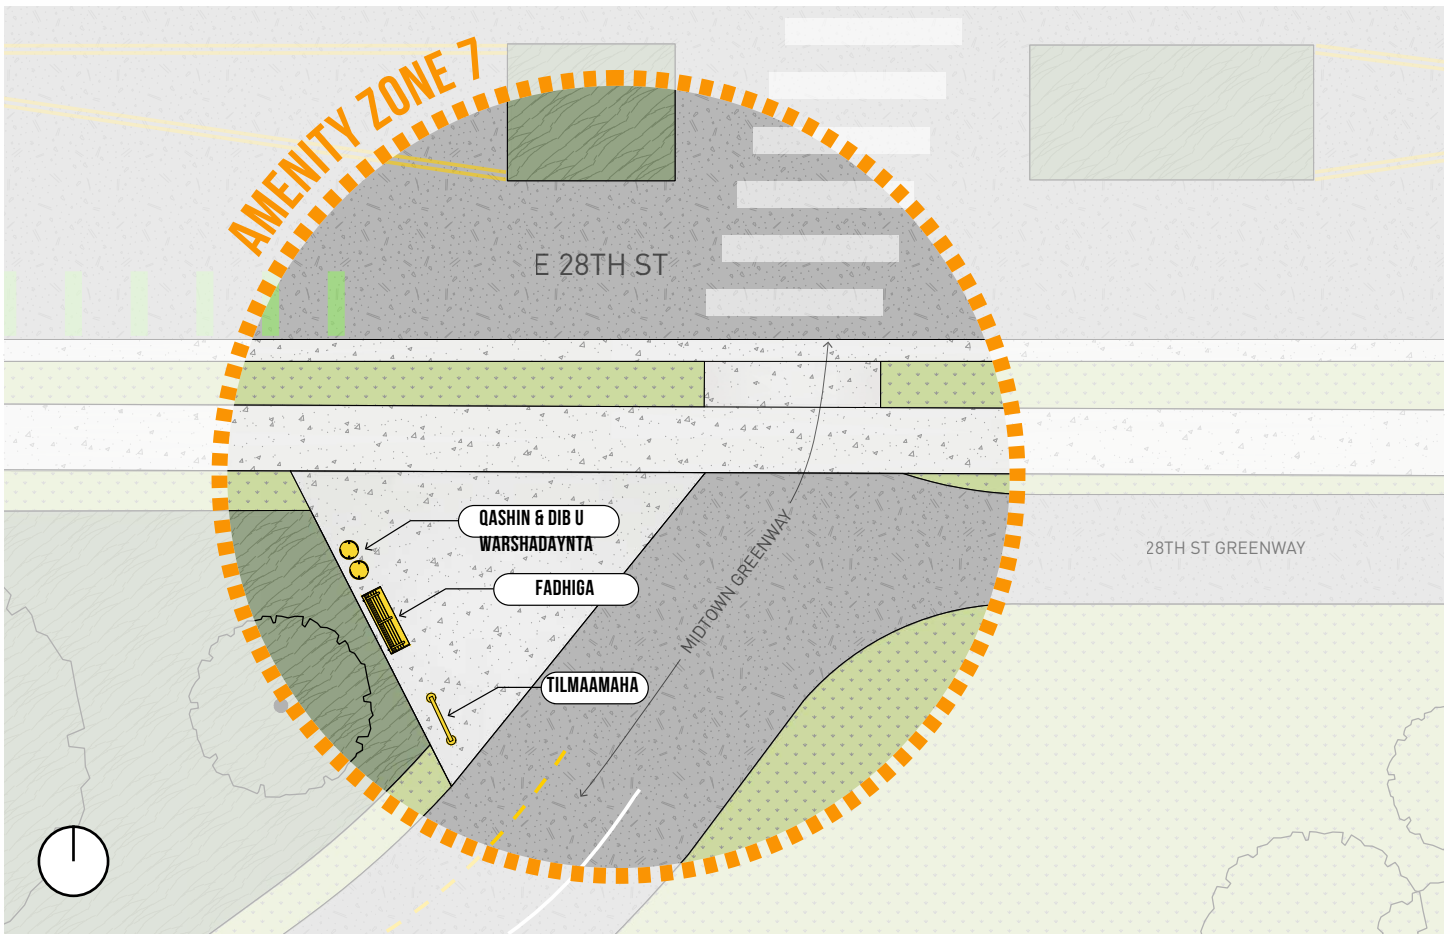 AMENITY ZONE 7
E 28TH ST
QASHIN & DIB U
WARSHADAYNTA
28TH ST GREENWAY
FADHIGA
MIDTOWN GREENWAY
TILMAAMAHA